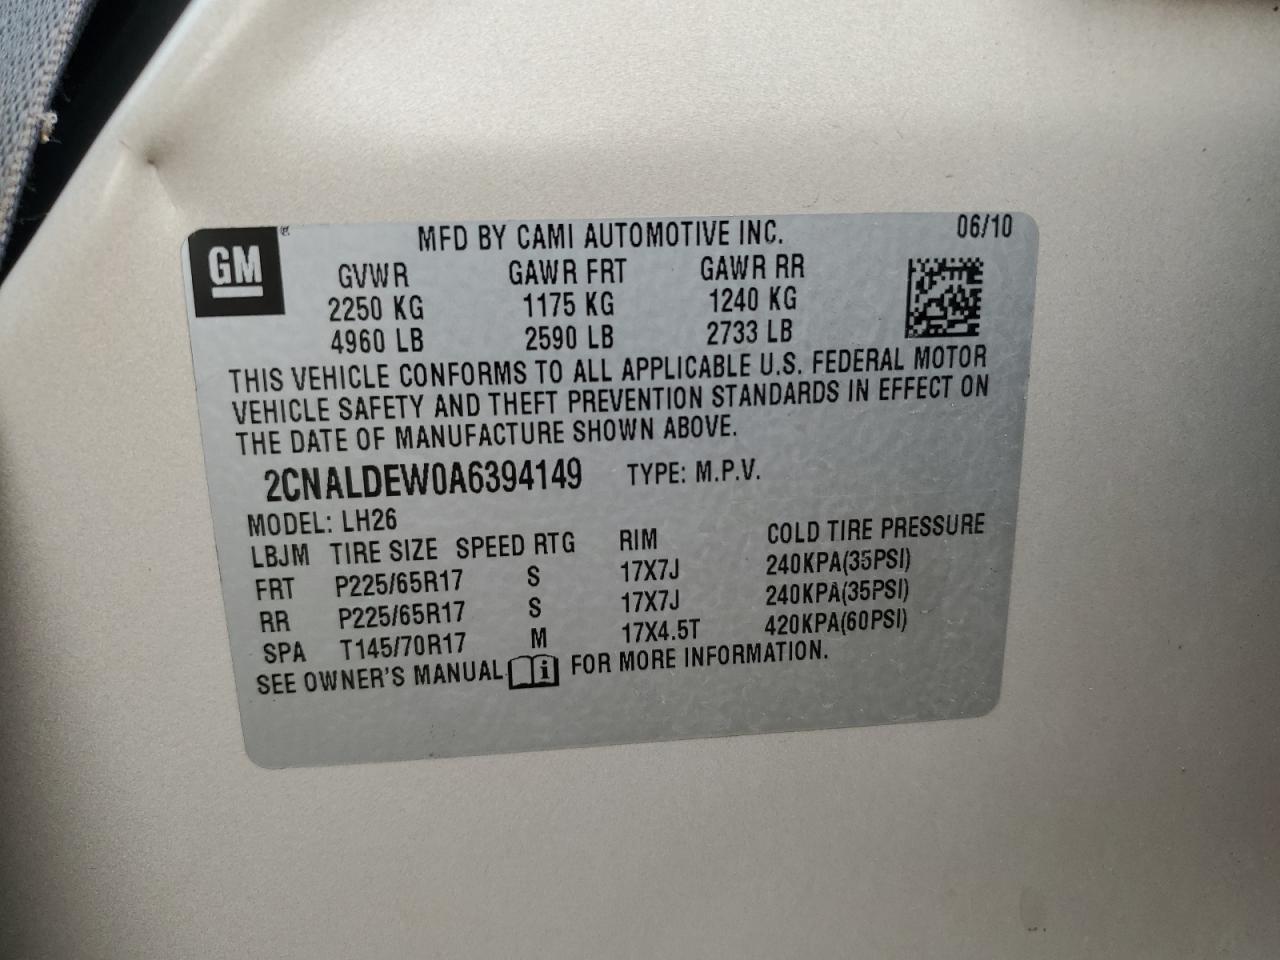 GM ® MFD BY CAMI AUTOMOTIVE INC. 06/10
GVWR GAWR FRT GAWR RR
2250 KG 1175 KG 1240 KG
4960 LB 2590 LB 2733 LB
THIS VEHICLE CONFORMS TO ALL APPLICABLE U.S. FEDERAL MOTOR
VEHICLE SAFETY AND THEFT PREVENTION STANDARDS IN EFFECT ON
THE DATE OF MANUFACTURE SHOWN ABOVE.
2CNALDEW0A6394149 TYPE: M.P.V.
MODEL: LH26
LBJM TIRE SIZE SPEED RTG RIM COLD TIRE PRESSURE
FRT P225/65R17 S 17X7J 240KPA(35PSI)
RR P225/65R17 S 17X7J 240KPA(35PSI)
SPA T145/70R17 M 17X4.5T 420KPA(60PSI)
SEE OWNER'S MANUAL i FOR MORE INFORMATION.